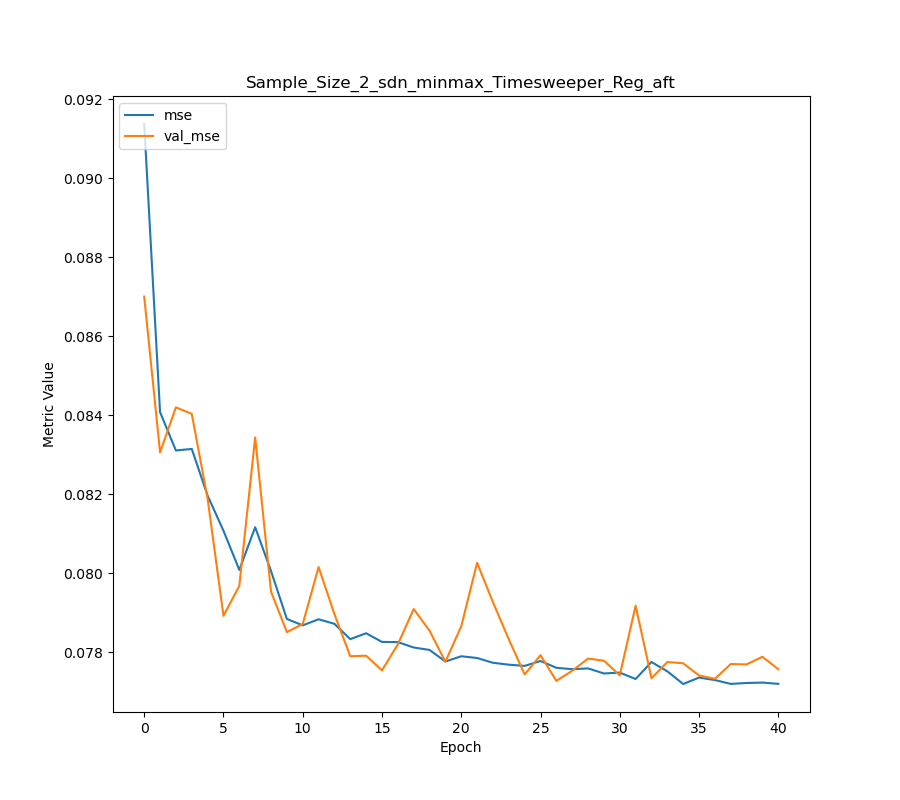 Sample_Size_2_sdn_minmax_Timesweeper_Reg_aft
mse
val_mse
Metric Value
0.092
0.090
0.088
0.086
0.084
0.082
0.080
0.078
0 5 10 15 20 25 30 35 40
Epoch